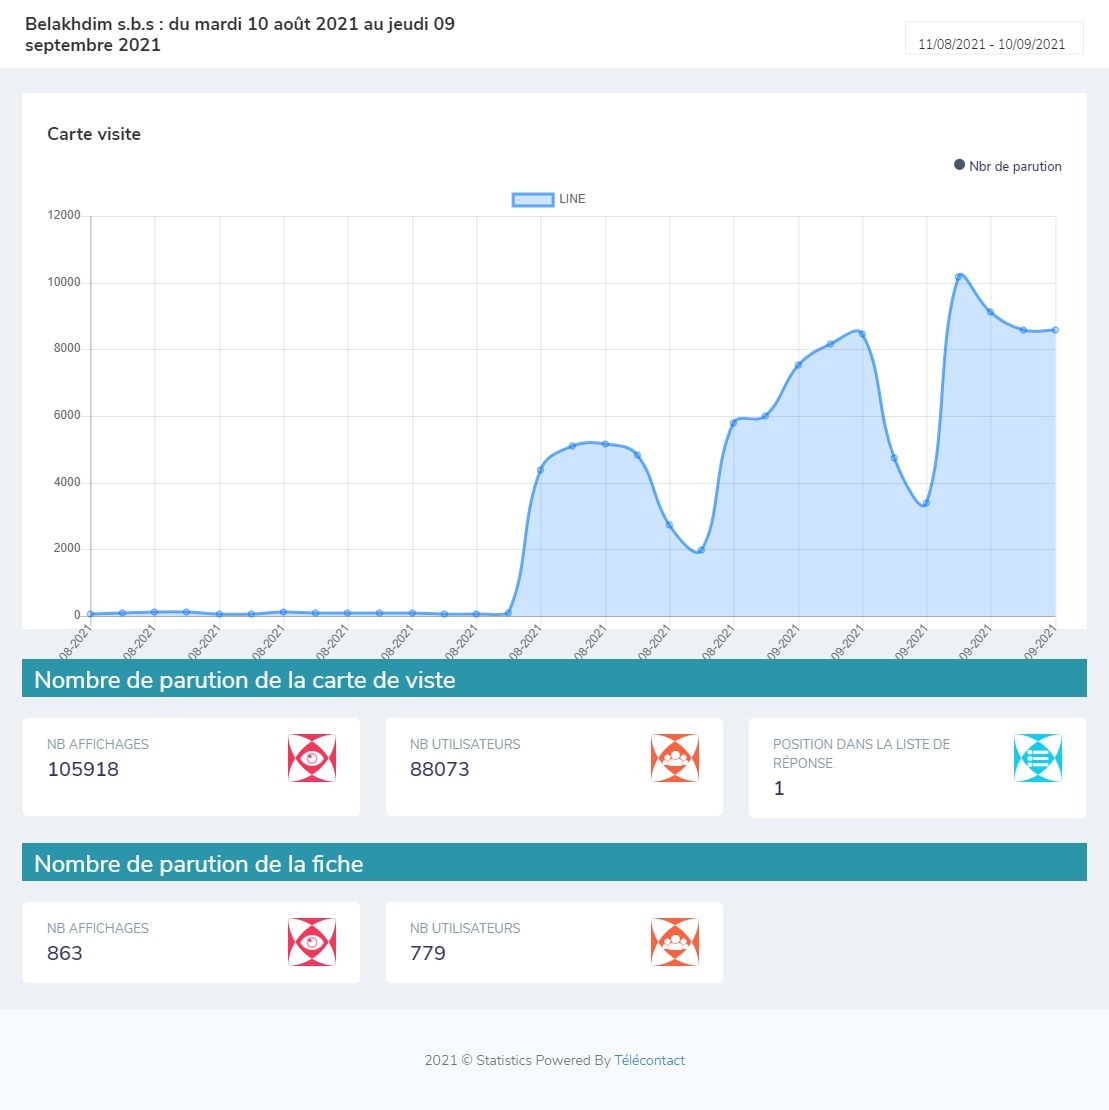 Belakhdim s.b.s : du mardi 10 août 2021 au jeudi 09
septembre 2021
11/08/2021 - 10/09/2021
Carte visite
Nbr de parution
LINE
12000
10000
8000
6000
4000
2000
0
08-2021
08-2021
08-2021
08-2021
08-2021
08-2021
08-2021
08-2021
08-2021
08-2021
08-2021
09-2021
09-2021
09-2021
09-2021
09-2021
Nombre de parution de la carte de viste
NB AFFICHAGES
105918
NB UTILISATEURS
88073
POSITION DANS LA LISTE DE
RÉPONSE
1
Nombre de parution de la fiche
NB AFFICHAGES
863
NB UTILISATEURS
779
2021 © Statistics Powered By Télécontact